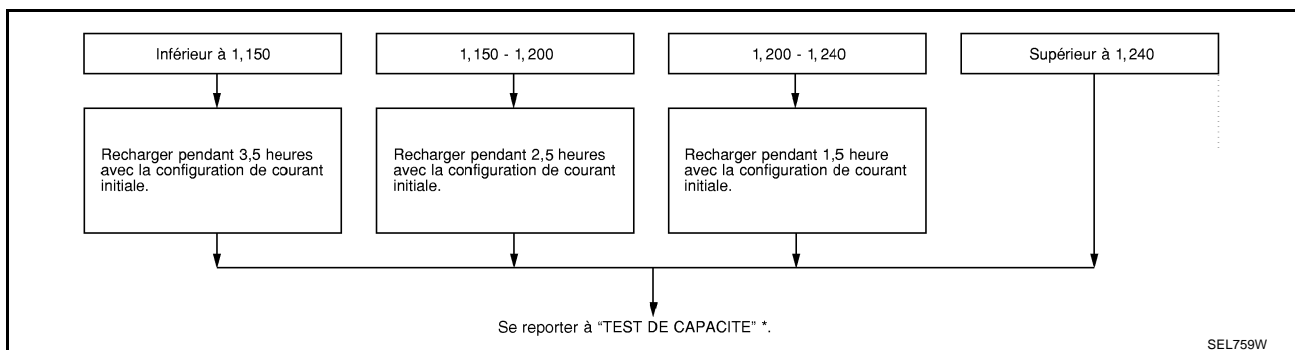 Inférieur à 1,150
1,150 - 1,200
1,200 - 1,240
Supérieur à 1,240
Recharger pendant 3,5 heures
avec la configuration de courant
initiale.
Recharger pendant 2,5 heures
avec la configuration de courant
initiale.
Recharger pendant 1,5 heure
avec la configuration de courant
initiale.
Se reporter à “TEST DE CAPACITE” *.
SEL759W